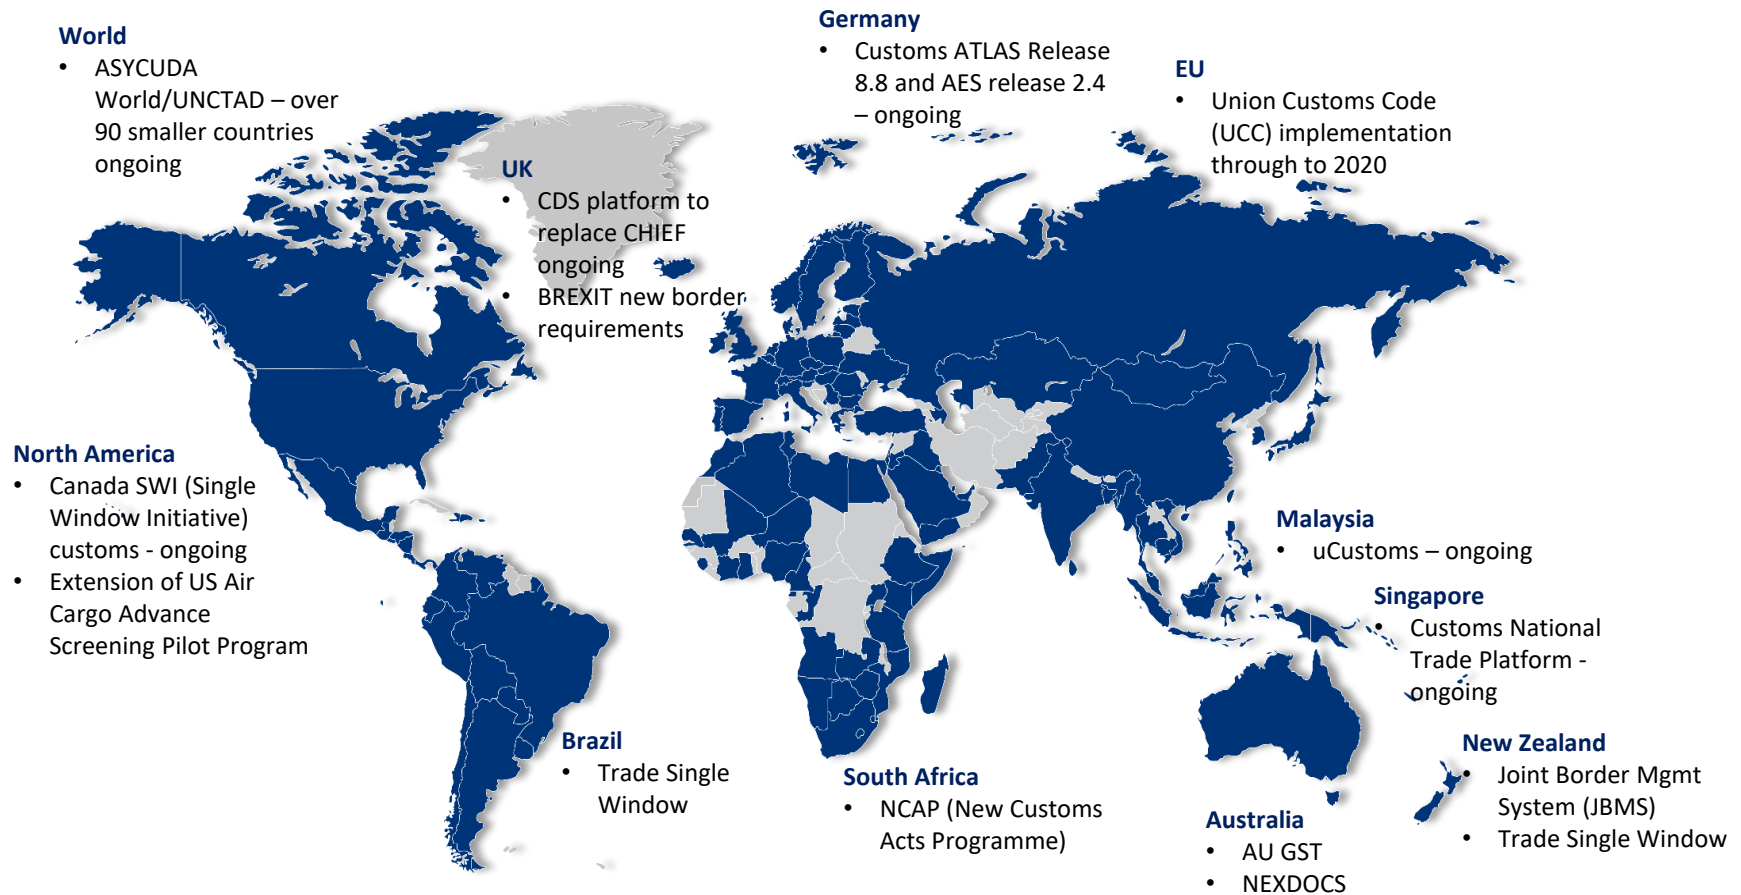 World
• ASYCUDA
World/UNCTAD – over
90 smaller countries
ongoing
Germany
• Customs ATLAS Release
8.8 and AES release 2.4
– ongoing
EU
• Union Customs Code
(UCC) implementation
through to 2020
UK
• CDS platform to
replace CHIEF
ongoing
• BREXIT new border
requirements
North America
• Canada SWI (Single
Window Initiative)
customs - ongoing
• Extension of US Air
Cargo Advance
Screening Pilot Program
Malaysia
• uCustoms – ongoing
Singapore
• Customs National
Trade Platform -
ongoing
Brazil
• Trade Single
Window
South Africa
• NCAP (New Customs
Acts Programme)
New Zealand
• Joint Border Mgmt
System (JBMS)
• Trade Single Window
Australia
• AU GST
• NEXDOCS